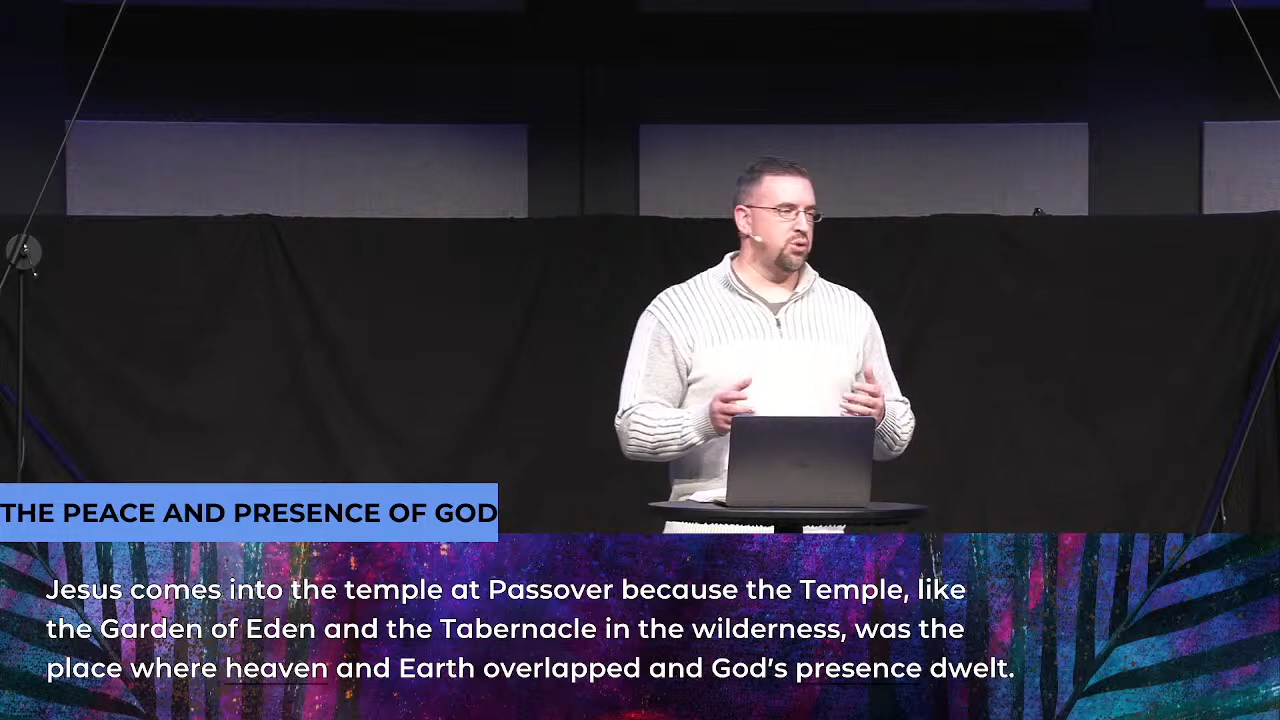 THE PEACE AND PRESENCE OF GOD
Jesus comes into the temple at Passover because the Temple, like
the Garden of Eden and the Tabernacle in the wilderness, was the
place where heaven and Earth overlapped and God's presence dwelt.